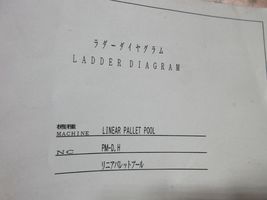 ラダーダイヤグラム
LADDER DIAGRAM
機種
MACHINE LINEAR PALLET POOL
NC PM-D,H
リニアパレットプール